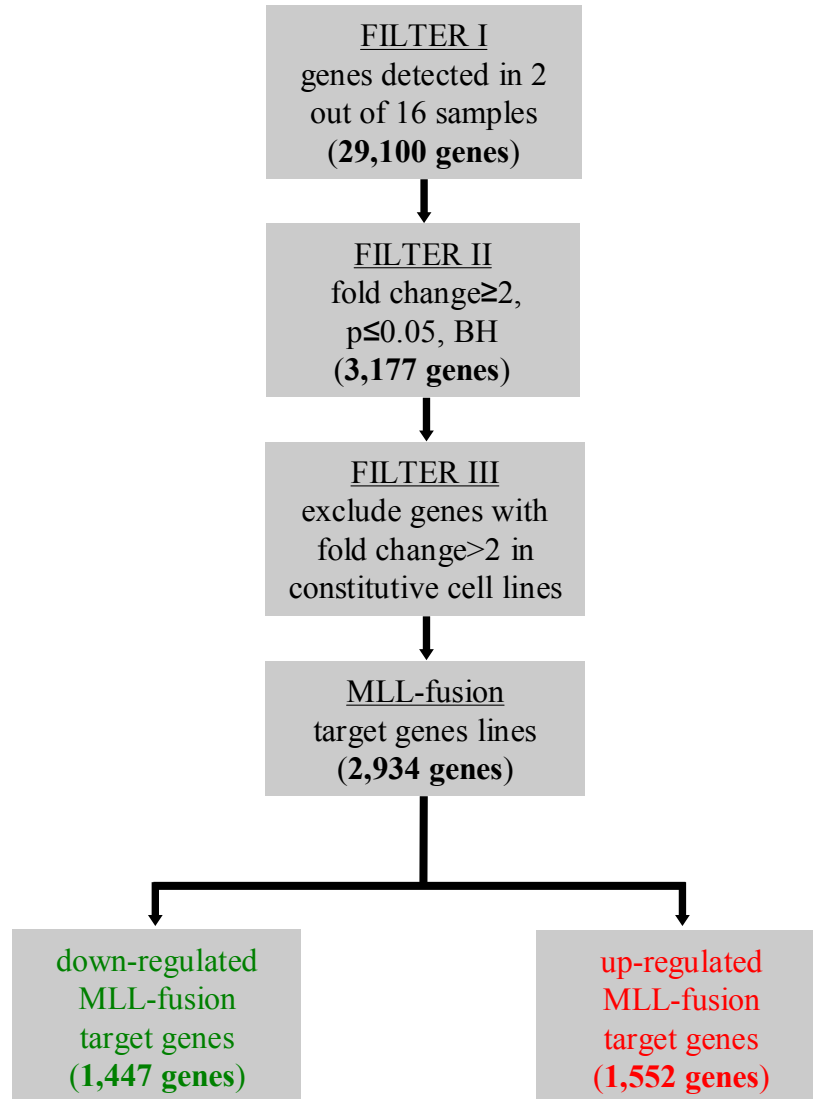 FILTER I
genes detected in 2
out of 16 samples
(29,100 genes)
FILTER II
fold change≥2,
p≤0.05, BH
(3,177 genes)
FILTER III
exclude genes with
fold change>2 in
constitutive cell lines
MLL-fusion
target genes lines
(2,934 genes)
down-regulated
MLL-fusion
target genes
(1,447 genes)
up-regulated
MLL-fusion
target genes
(1,552 genes)